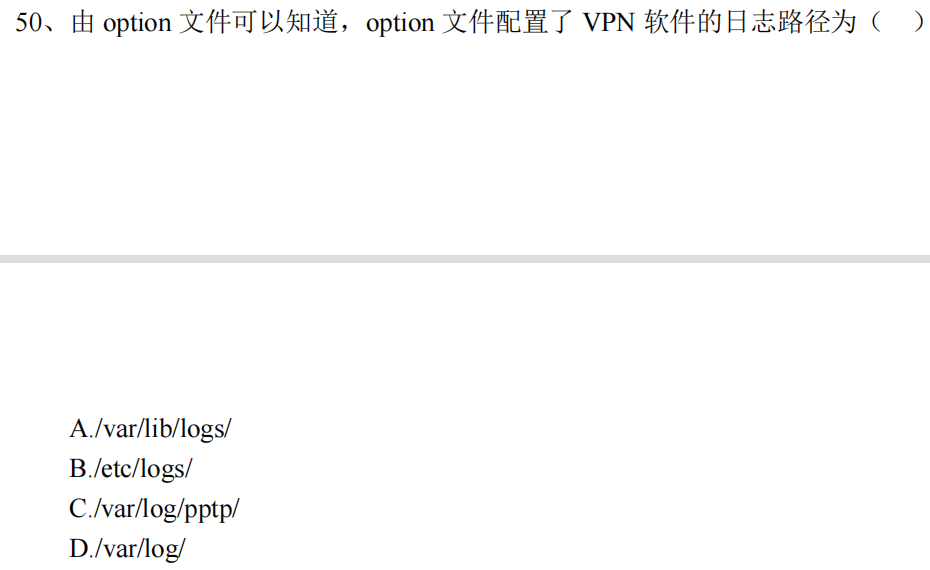 50、由 option 文件可以知道，option 文件配置了 VPN 软件的日志路径为（ ）
A./var/lib/logs/
B./etc/logs/
C./var/log/pptp/
D./var/log/